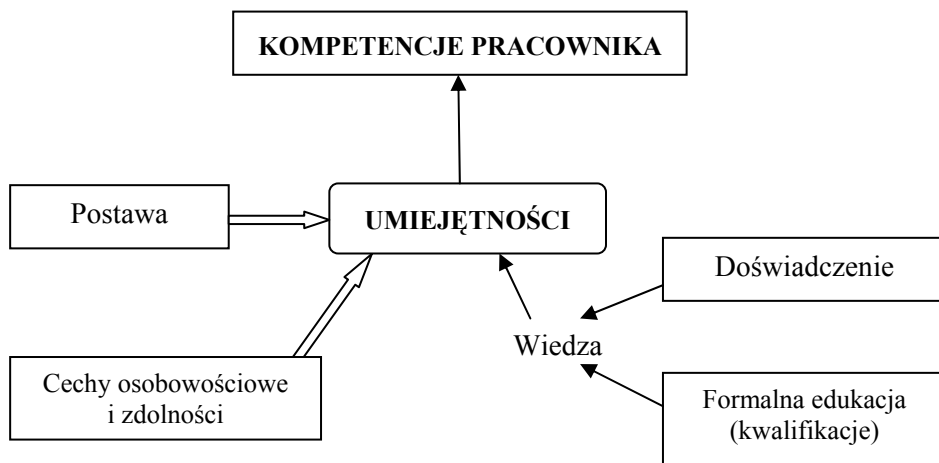 KOMPETENCJE PRACOWNIKA
Postawa
UMIEJĘTNOŚCI
Doświadczenie
Wiedza
Cechy osobowościowe
i zdolności
Formalna edukacja
(kwalifikacje)